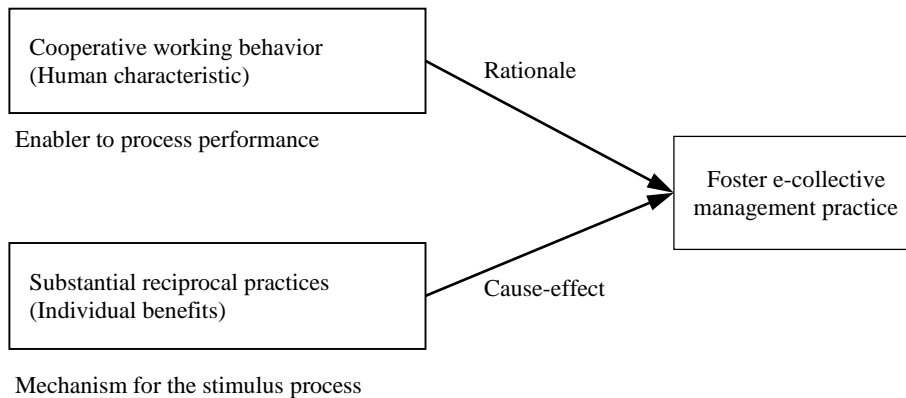 Cooperative working behavior
(Human characteristic)
Rationale
Enabler to process performance
Foster e-collective
management practice
Substantial reciprocal practices
(Individual benefits)
Cause-effect
Mechanism for the stimulus process